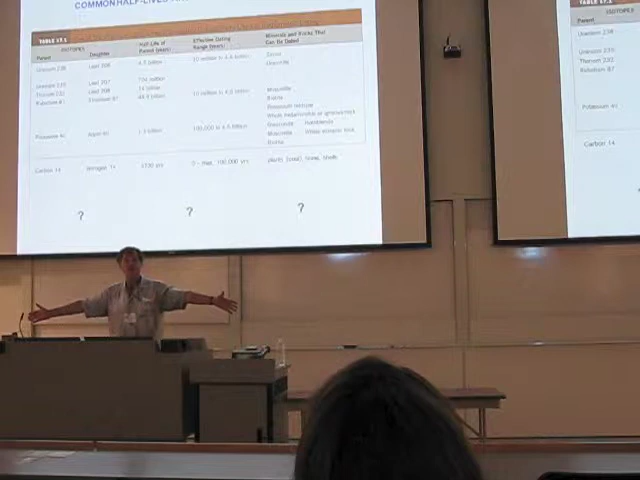 COMMON HALF-LIVES
TABLE 17.1
ISOTOPES Half-Life of Effective Dating Minerals and Rocks That
Parent Daughter Parent (years) Range (years) Can Be Dated
Uranium 238 Lead 206 4.5 billion 10 million to 4.6 billion Zircon
Uraninite
Uranium 235 Lead 207 704 million
Thorium 232 Lead 208 14 billion
Rubidium 87 Strontium 87 48.8 billion 10 million to 4.6 billion Muscovite
Biotite
Potassium feldspar
Whole metamorphic or igneous rock
Potassium 40 Argon 40 1.3 billion 100,000 to 4.6 billion Glauconite Hornblende
Muscovite Whole volcanic rock
Biotite
Carbon 14 Nitrogen 14 5730 yrs 0 – max. 100,000 yrs plants (coal), bones, shells
? ? ?
TABLE 17.1
ISOTOPES
Parent
Uranium 238
Uranium 235
Thorium 232
Rubidium 87
Potassium 40
Carbon 14